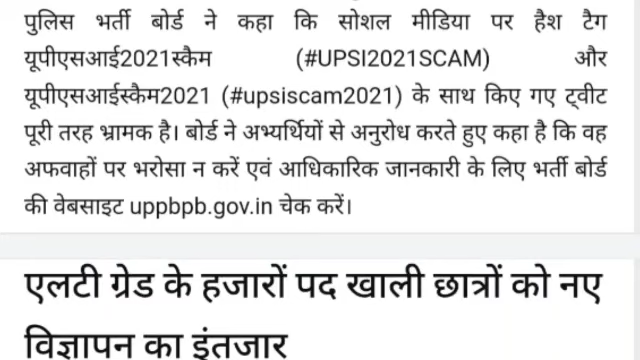 पुलिस भर्ती बोर्ड ने कहा कि सोशल मीडिया पर हैश टैग
यूपीएसआई2021स्कैम (#UPSI2021SCAM) और
यूपीएसआईस्कैम2021 (#upsiscam2021) के साथ किए गए ट्वीट
पूरी तरह भ्रामक है। बोर्ड ने अभ्यर्थियों से अनुरोध करते हुए कहा है कि वह
अफवाहों पर भरोसा न करें एवं आधिकारिक जानकारी के लिए भर्ती बोर्ड
की वेबसाइट uppbpb.gov.in चेक करें।
एलटी ग्रेड के हजारों पद खाली छात्रों को नए
विज्ञापन का इंतजार